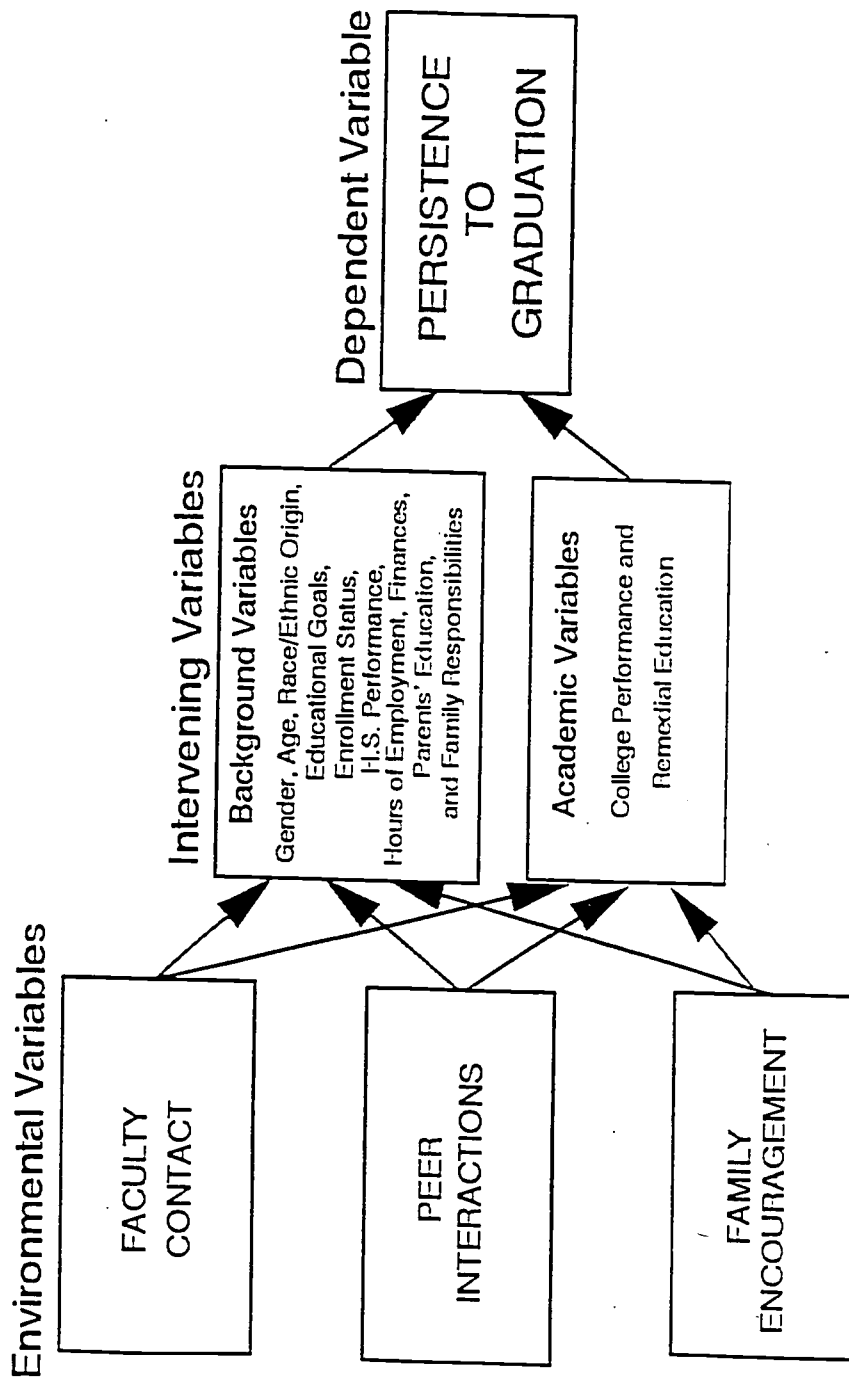 Environmental Variables
FACULTY
CONTACT
PEER
INTERACTIONS
FAMILY
ENCOURAGEMENT
Intervening Variables
Background Variables
Gender, Age, Race/Ethnic Origin,
Educational Goals,
Enrollment Status,
H.S. Performance,
Hours of Employment, Finances,
Parents' Education,
and Family Responsibilities
Academic Variables
College Performance and
Remedial Education
Dependent Variable
PERSISTENCE
TO
GRADUATION